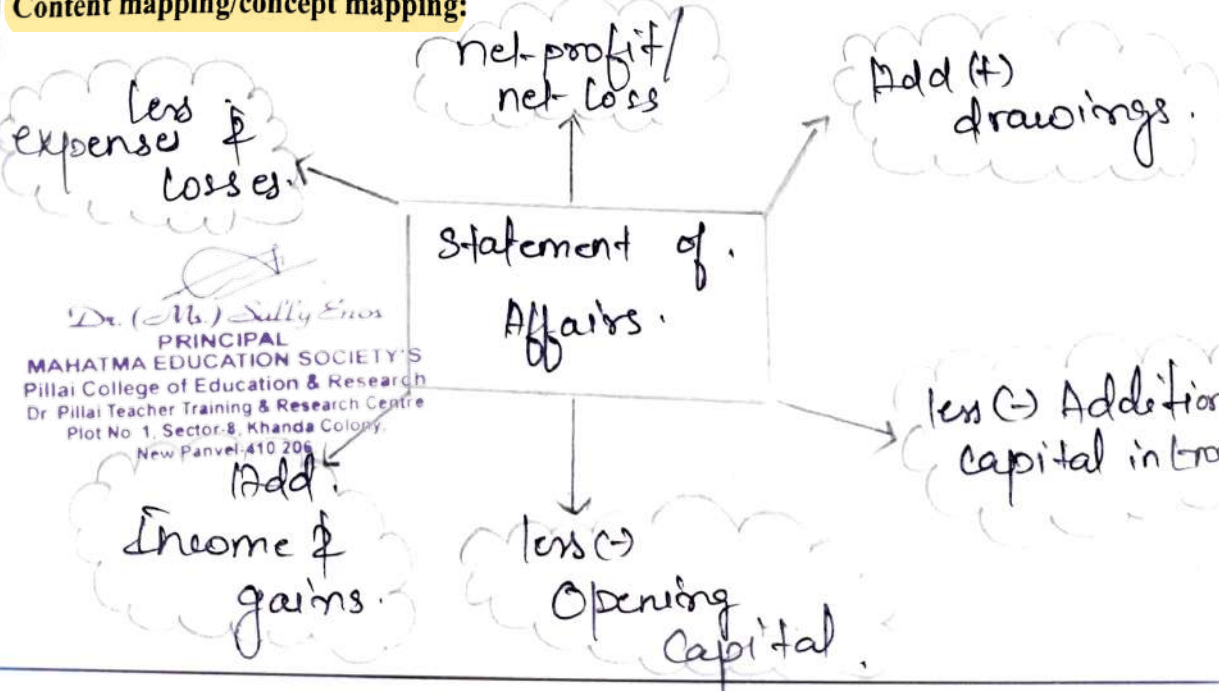 Content mapping/concept mapping:
net-profit/
net-loss
Add (+)
drawings.
less
expenses &
losses.
Statement of.
Affairs.
Dr. (Ms.) Sally Enos
PRINCIPAL
MAHATMA EDUCATION SOCIETY'S
Pillai College of Education & Research
Dr Pillai Teacher Training & Research Centre
Plot No 1, Sector-8, Khanda Colony,
New Panvel-410 206
less (-) Addition
capital intro
Add.
Income &
gains.
less (-)
Opening
Capital.